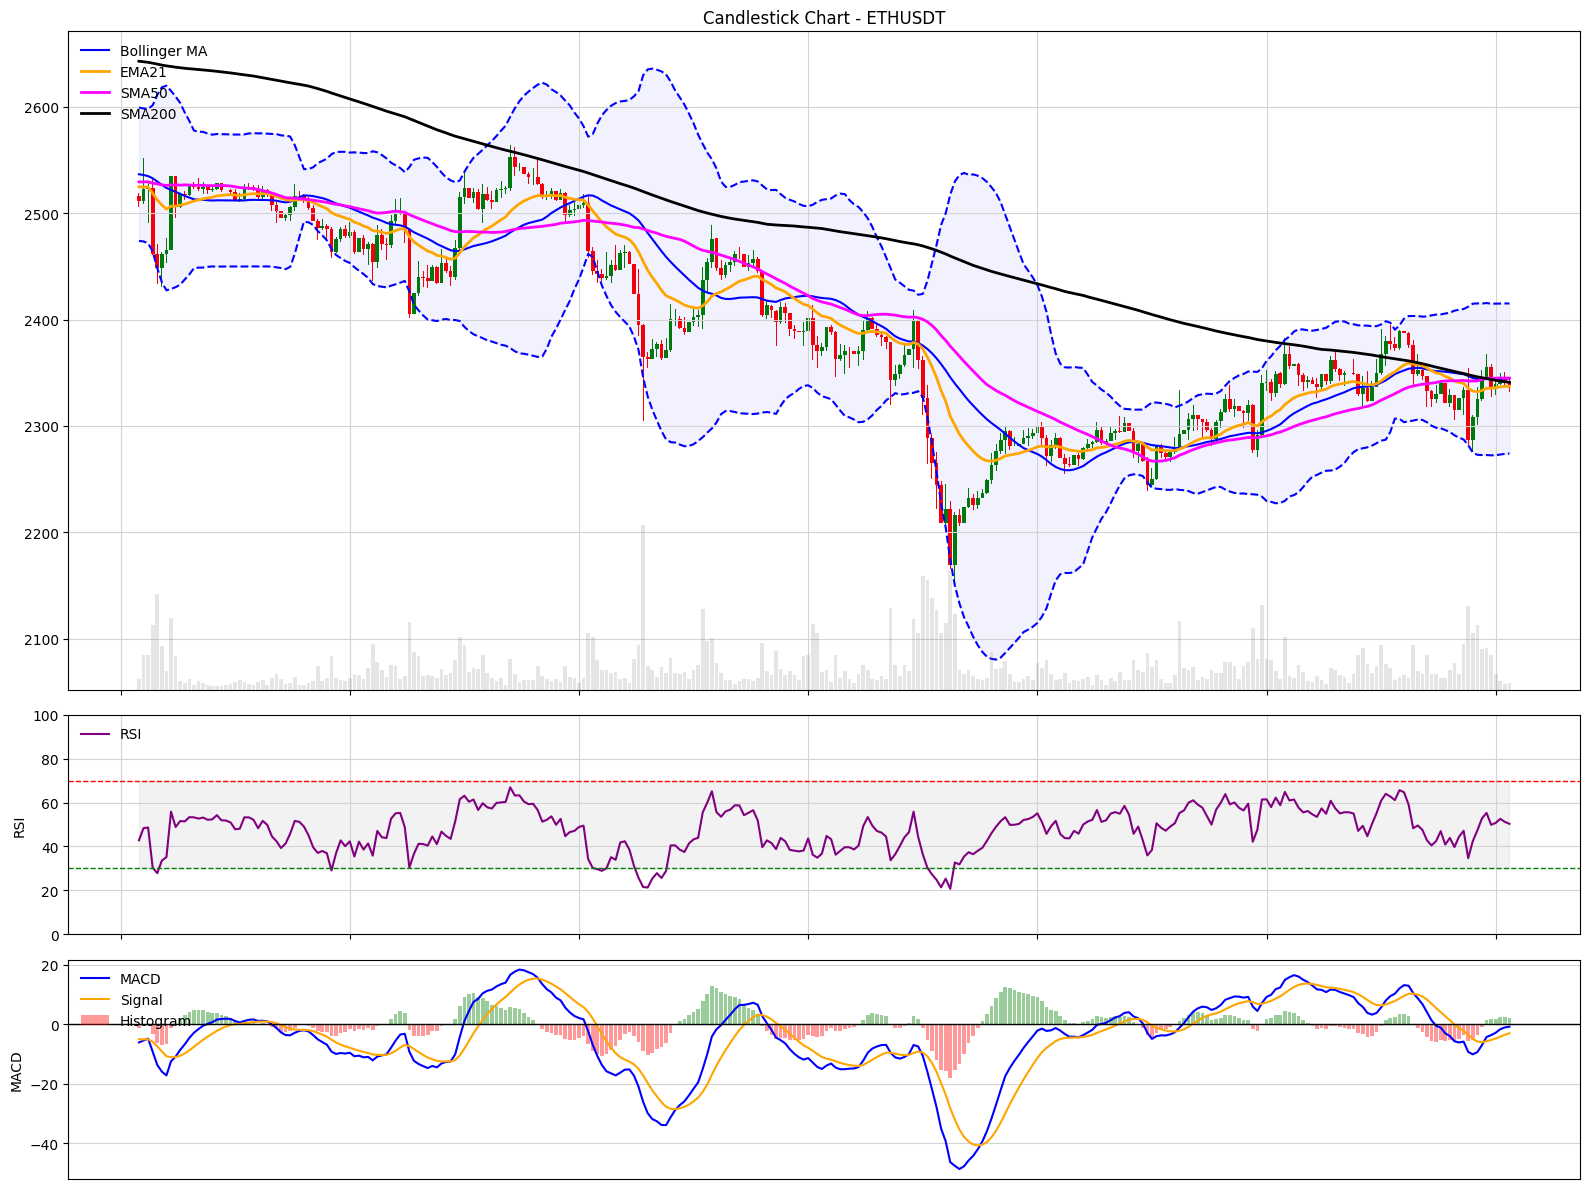 Candlestick Chart - ETHUSDT
Bollinger MA
EMA21
SMA50
SMA200
2600
2500
2400
2300
2200
2100
RSI
100
80
60
40
20
0
RSI
MACD
Signal
Histogram
20
0
−20
−40
MACD